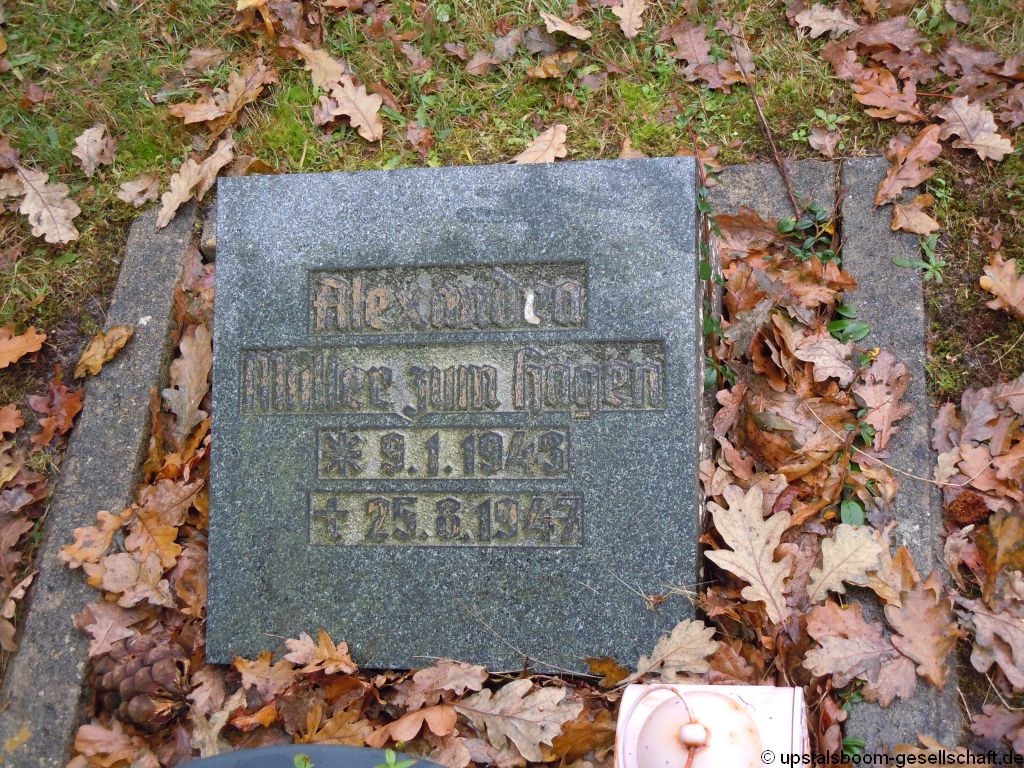 Alexandra
Müller zum Hagen
* 9.1.1943
† 25.8.1947
© upstalsboom-gesellschaft.de